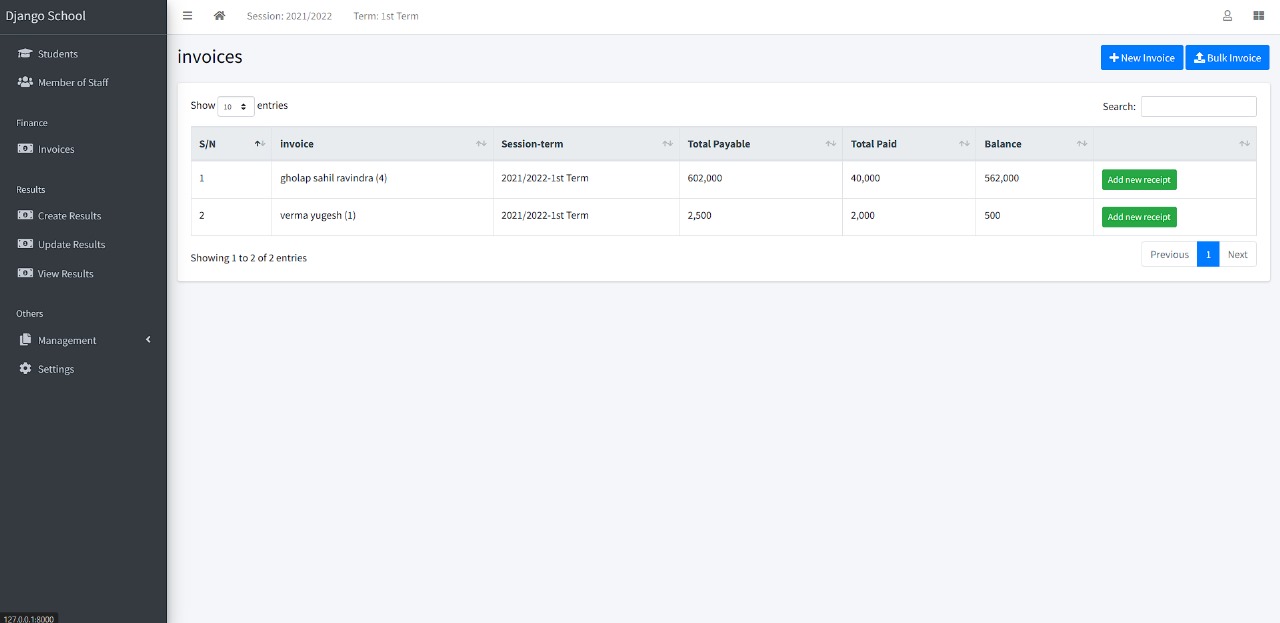 Django School
Session: 2021/2022 Term: 1st Term
Students
Member of Staff
Finance
Invoices
Results
Create Results
Update Results
View Results
Others
Management
Settings
127.0.0.1:8000
invoices
New Invoice Bulk Invoice
Show 10 entries Search:
S/N invoice Session-term Total Payable Total Paid Balance
1 gholap sahil ravindra (4) 2021/2022-1st Term 602,000 40,000 562,000 Add new receipt
2 verma yugesh (1) 2021/2022-1st Term 2,500 2,000 500 Add new receipt
Showing 1 to 2 of 2 entries Previous 1 Next